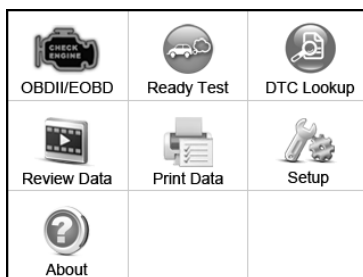 CHECK
ENGINE
OBDII/EOBD
Ready Test
DTC Lookup
Review Data
Print Data
Setup
About